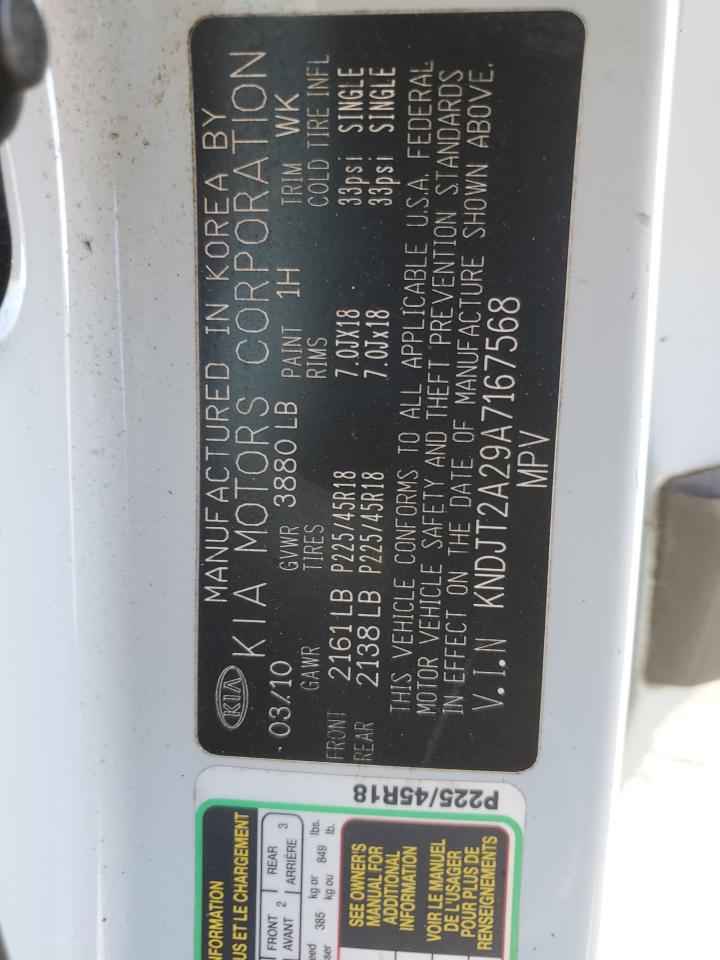 MANUFACTURED IN KOREA BY
KIA KIA MOTORS CORPORATION
03/10 GVWR 3880 LB PAINT 1H TRIM WK
GAWR TIRES RIMS COLD TIRE INFL
FRONT 2161 LB P225/45R18 7.0JX18 33psi SINGLE
REAR 2138 LB P225/45R18 7.0Jx18 33psi SINGLE
THIS VEHICLE CONFORMS TO ALL APPLICABLE U.S.A. FEDERAL
MOTOR VEHICLE SAFETY AND THEFT PREVENTION STANDARDS
IN EFFECT ON THE DATE OF MANUFACTURE SHOWN ABOVE.
V.I.N KNDJT2A29A7167568
MPV
P225/45R18
P225/45R18
US ET LE CHARGEMENT
FRONT 2 REAR
AVANT ARRIÈRE 3
385 kg or 849 lbs.
kg ou lb.
SEE OWNER'S
MANUAL FOR
ADDITIONAL
INFORMATION
VOIR LE MANUEL
DE L'USAGER
POUR PLUS DE
RENSEIGNEMENTS